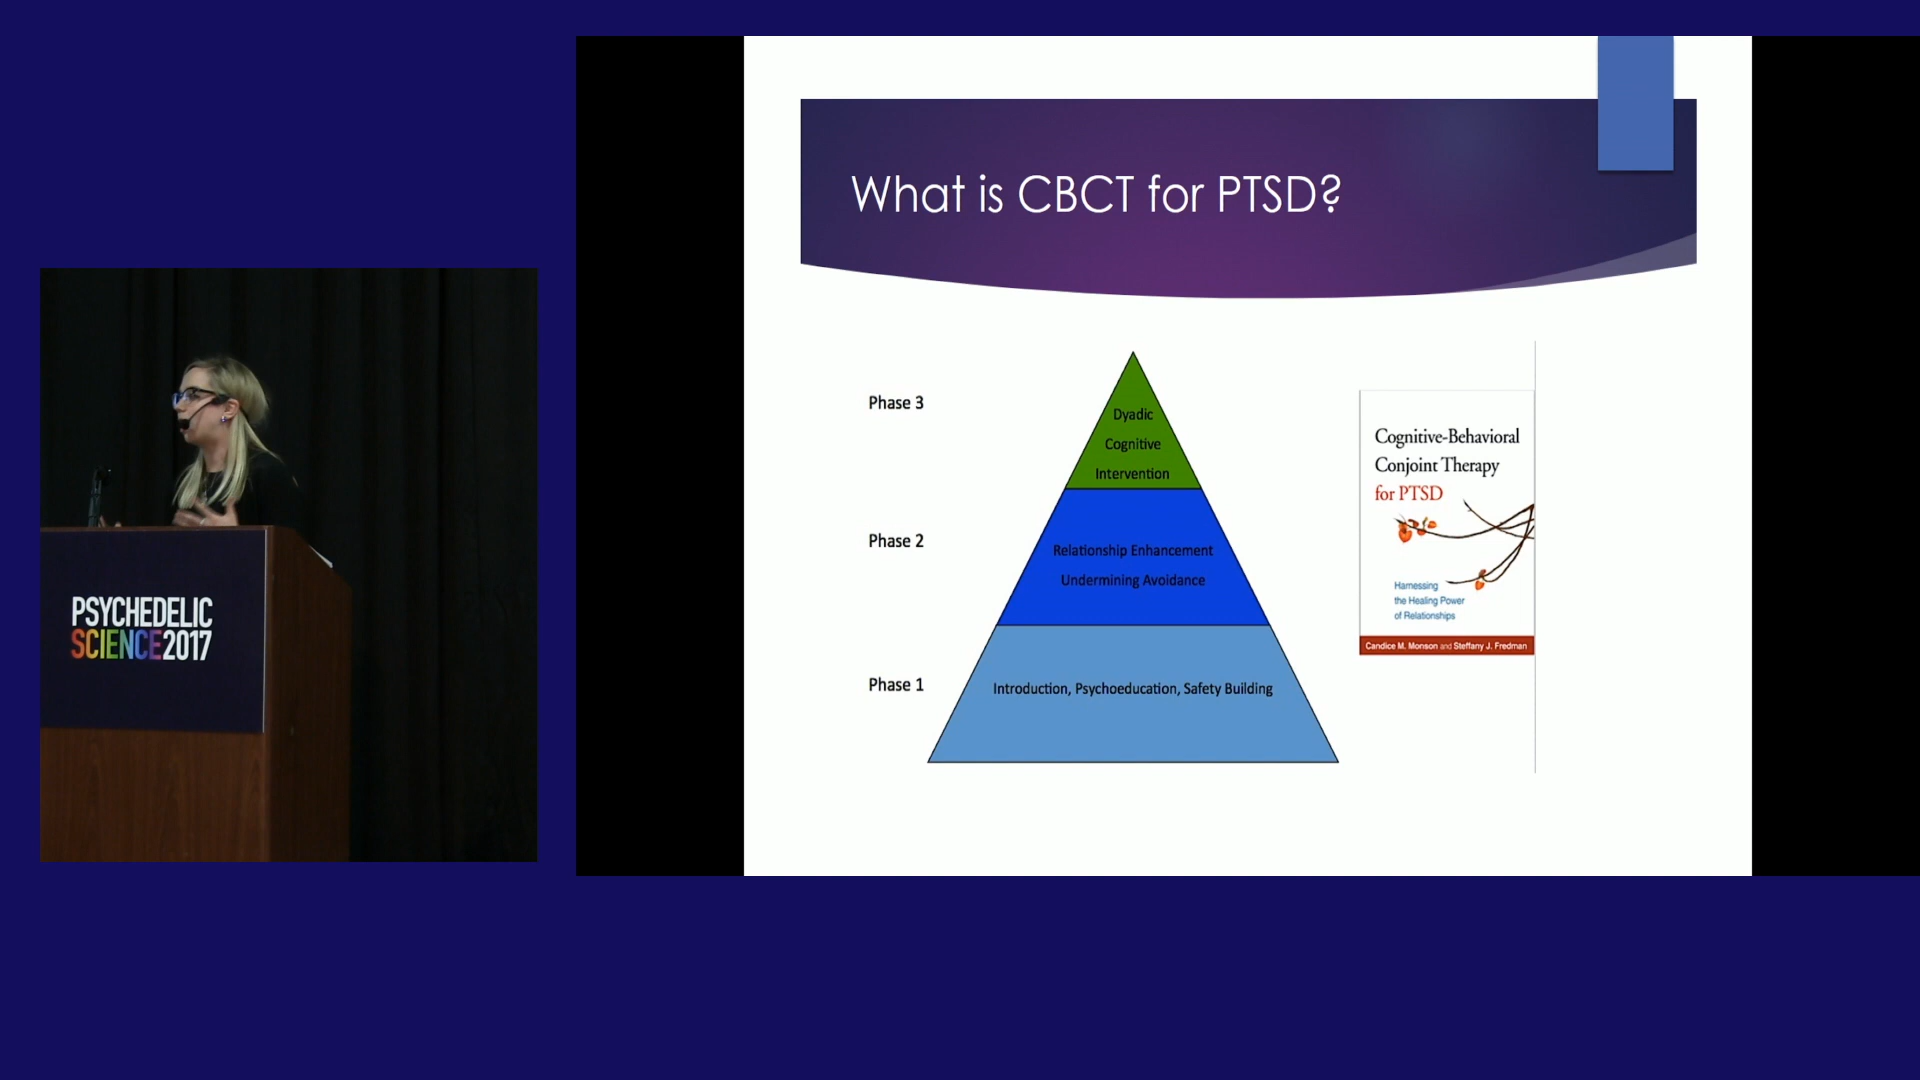 What is CBCT for PTSD?
Phase 3
Dyadic
Cognitive
Intervention
Phase 2
Relationship Enhancement
Undermining Avoidance
Phase 1
Introduction, Psychoeducation, Safety Building
Cognitive-Behavioral
Conjoint Therapy
for PTSD
Harnessing
the Healing Power
of Relationships
Candice M. Monson and Steffany J. Fredman
PSYCHEDELIC
SCIENCE2017